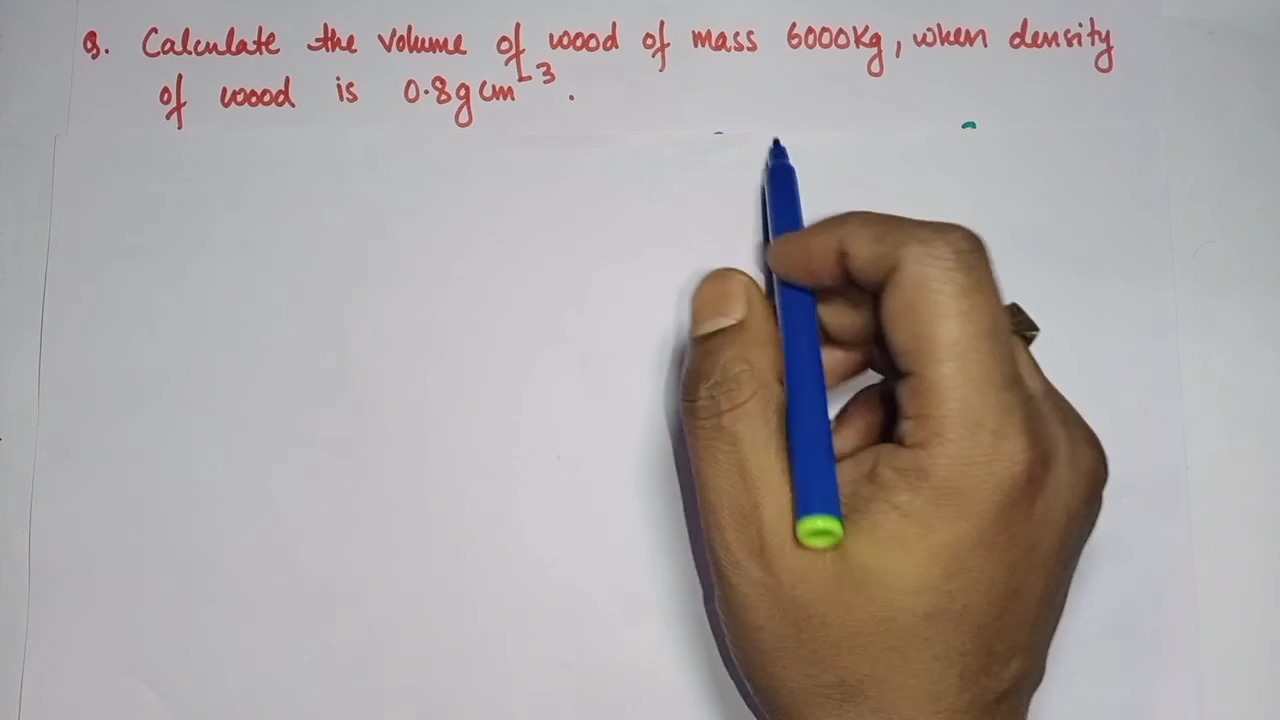 Q. Calculate the volume of wood of mass 6000Kg, when density
of wood is 0.8g cm⁻³.